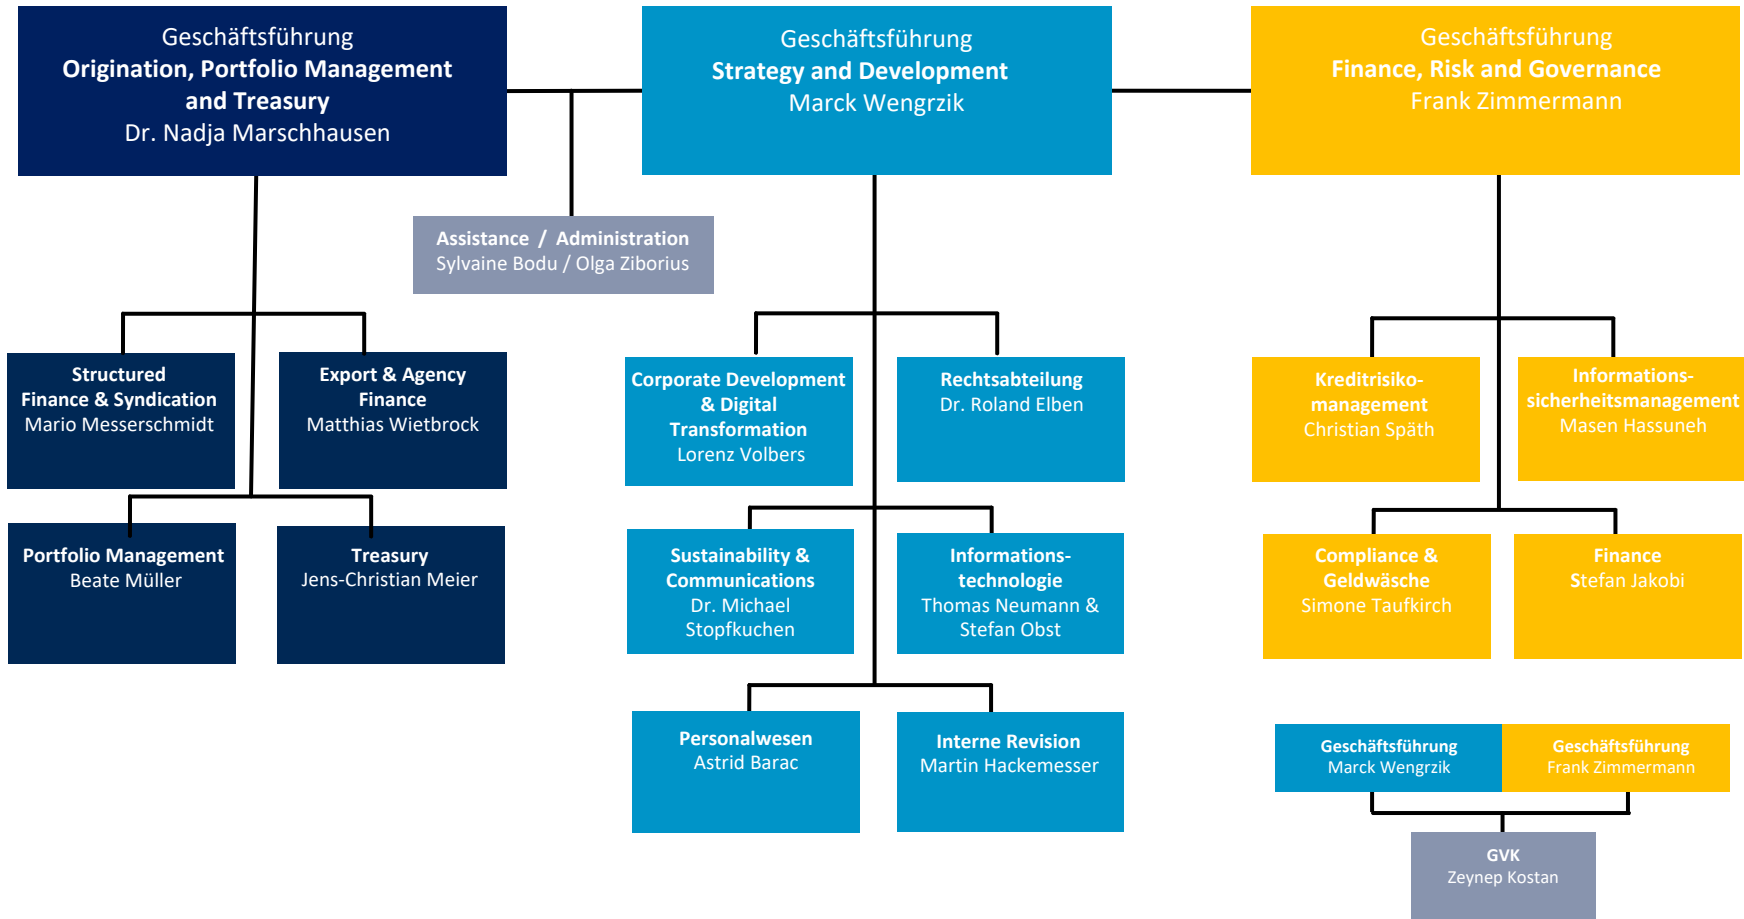 Geschäftsführung
Origination, Portfolio Management
and Treasury
Dr. Nadja Marschhausen
Geschäftsführung
Strategy and Development
Marck Wengrzik
Geschäftsführung
Finance, Risk and Governance
Frank Zimmermann
Assistance / Administration
Sylvaine Bodu / Olga Ziborius
Structured
Finance & Syndication
Mario Messerschmidt
Export & Agency
Finance
Matthias Wietbrock
Portfolio Management
Beate Müller
Treasury
Jens-Christian Meier
Corporate Development
& Digital
Transformation
Lorenz Volbers
Rechtsabteilung
Dr. Roland Elben
Sustainability &
Communications
Dr. Michael
Stopfkuchen
Informations-
technologie
Thomas Neumann &
Stefan Obst
Personalwesen
Astrid Barac
Interne Revision
Martin Hackemesser
Kreditrisiko-
management
Christian Späth
Informations-
sicherheitsmanagement
Masen Hassuneh
Compliance &
Geldwäsche
Simone Taufkirch
Finance
Stefan Jakobi
Geschäftsführung
Marck Wengrzik
Geschäftsführung
Frank Zimmermann
GVK
Zeynep Kostan